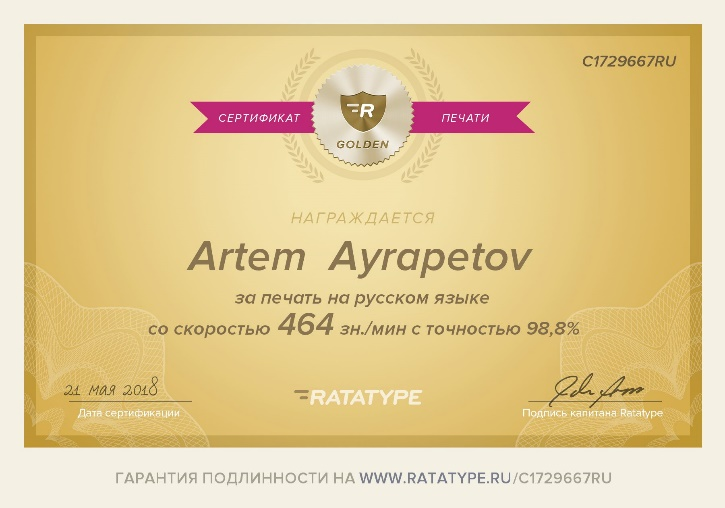 C1729667RU
СЕРТИФИКАТ ПЕЧАТИ
R
GOLDEN
НАГРАЖДАЕТСЯ
Artem Ayrapetov
за печать на русском языке
со скоростью 464 зн./мин с точностью 98,8%
21 мая 2018
Дата сертификации
RATATYPE
Подпись капитана Ratatype
ГАРАНТИЯ ПОДЛИННОСТИ НА WWW.RATATYPE.RU/C1729667RU